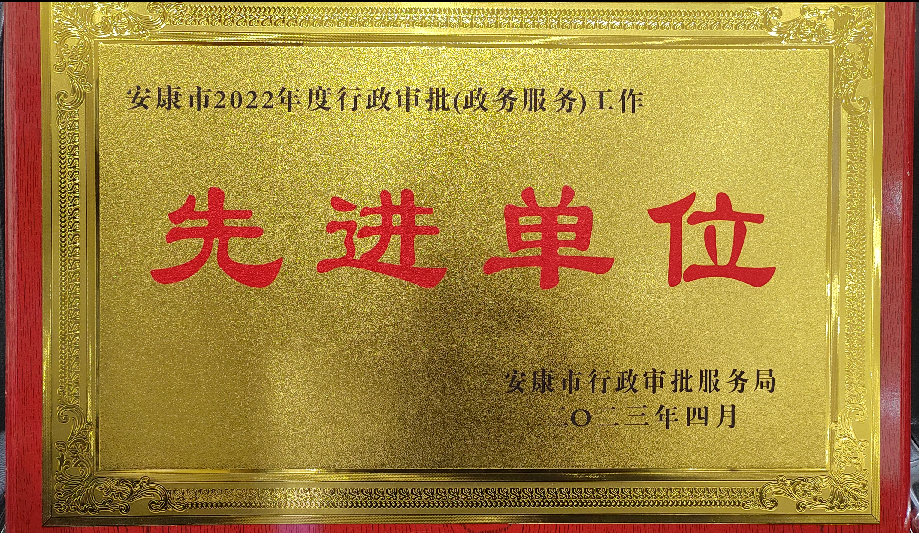 安康市2022年度行政审批(政务服务)工作
先进单位
安康市行政审批服务局
二〇二三年四月